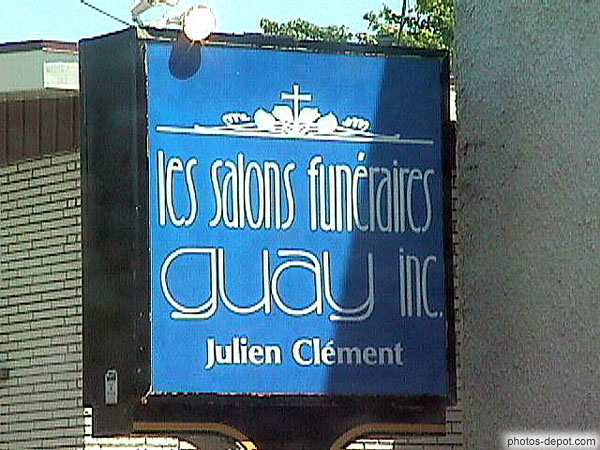 les salons funéraires
guay inc.
Julien Clément
photos-depot.com